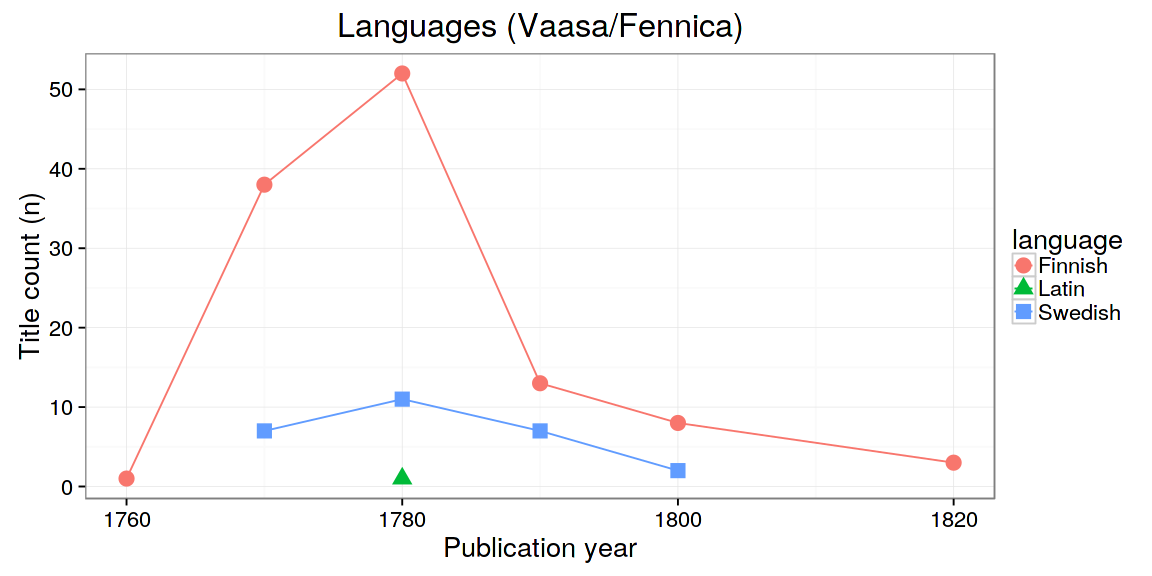 Languages (Vaasa/Fennica)
Title count (n)
50
40
30
20
10
0
1760 1780 1800 1820
Publication year
language
Finnish
Latin
Swedish